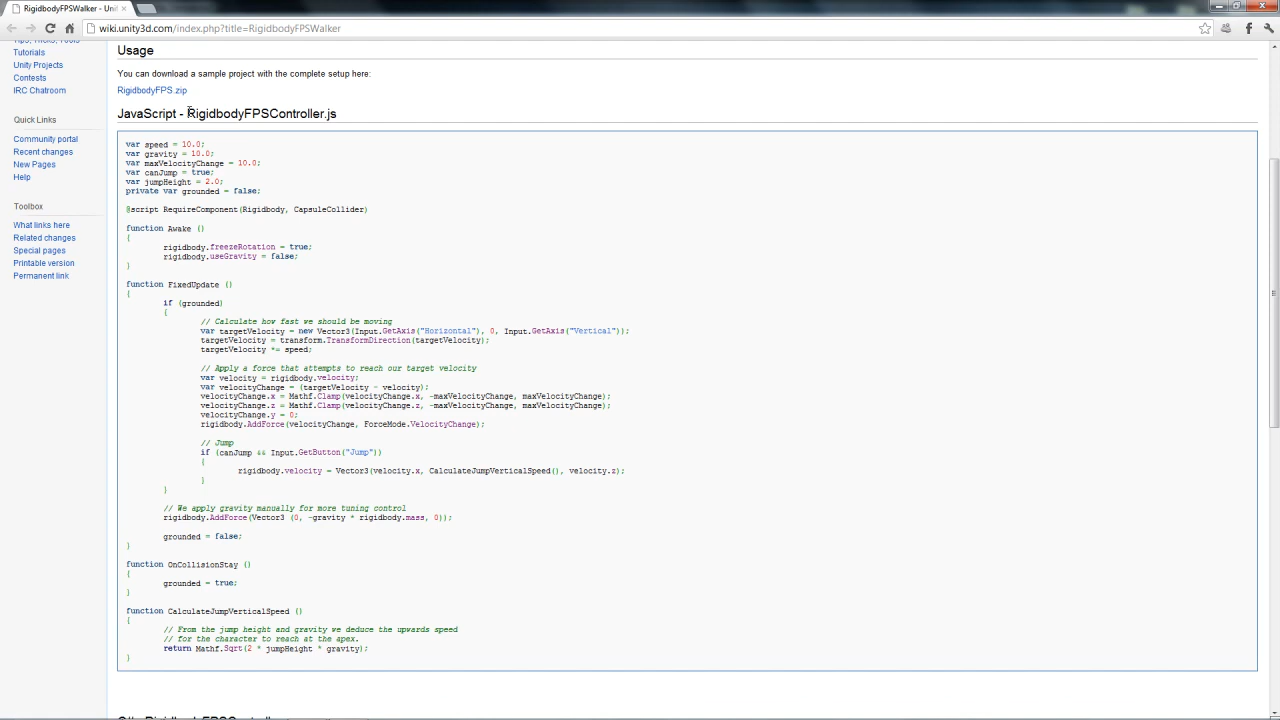 RigidbodyFPSWalker - Uni
wiki.unity3d.com/index.php?title=RigidbodyFPSWalker
Tips, Tricks, Tools
Tutorials
Unity Projects
Contests
IRC Chatroom
Quick Links
Community portal
Recent changes
New Pages
Help
Toolbox
What links here
Related changes
Special pages
Printable version
Permanent link
Usage
You can download a sample project with the complete setup here:
RigidbodyFPS.zip
JavaScript - RigidbodyFPSController.js
var speed = 10.0;
var gravity = 10.0;
var maxVelocityChange = 10.0;
var canJump = true;
var jumpHeight = 2.0;
private var grounded = false;
@script RequireComponent(Rigidbody, CapsuleCollider)
function Awake ()
{
rigidbody.freezeRotation = true;
rigidbody.useGravity = false;
}
function FixedUpdate ()
{
if (grounded)
{
// Calculate how fast we should be moving
var targetVelocity = new Vector3(Input.GetAxis("Horizontal"), 0, Input.GetAxis("Vertical"));
targetVelocity = transform.TransformDirection(targetVelocity);
targetVelocity *= speed;
// Apply a force that attempts to reach our target velocity
var velocity = rigidbody.velocity;
var velocityChange = (targetVelocity - velocity);
velocityChange.x = Mathf.Clamp(velocityChange.x, -maxVelocityChange, maxVelocityChange);
velocityChange.z = Mathf.Clamp(velocityChange.z, -maxVelocityChange, maxVelocityChange);
velocityChange.y = 0;
rigidbody.AddForce(velocityChange, ForceMode.VelocityChange);
// Jump
if (canJump && Input.GetButton("Jump"))
{
rigidbody.velocity = Vector3(velocity.x, CalculateJumpVerticalSpeed(), velocity.z);
}
}
// We apply gravity manually for more tuning control
rigidbody.AddForce(Vector3 (0, -gravity * rigidbody.mass, 0));
grounded = false;
}
function OnCollisionStay ()
{
grounded = true;
}
function CalculateJumpVerticalSpeed ()
{
// From the jump height and gravity we deduce the upwards speed
// for the character to reach at the apex.
return Mathf.Sqrt(2 * jumpHeight * gravity);
}